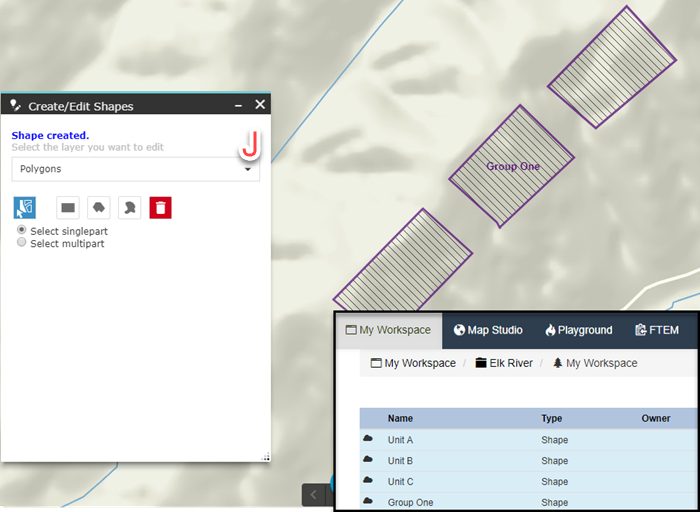 Create/Edit Shapes
Shape created.
Select the layer you want to edit
J
Polygons
Select singlepart
Select multipart
Group One
My Workspace Map Studio Playground FTEM
My Workspace / Elk River / My Workspace
Name Type Owner
Unit A Shape
Unit B Shape
Unit C Shape
Group One Shape